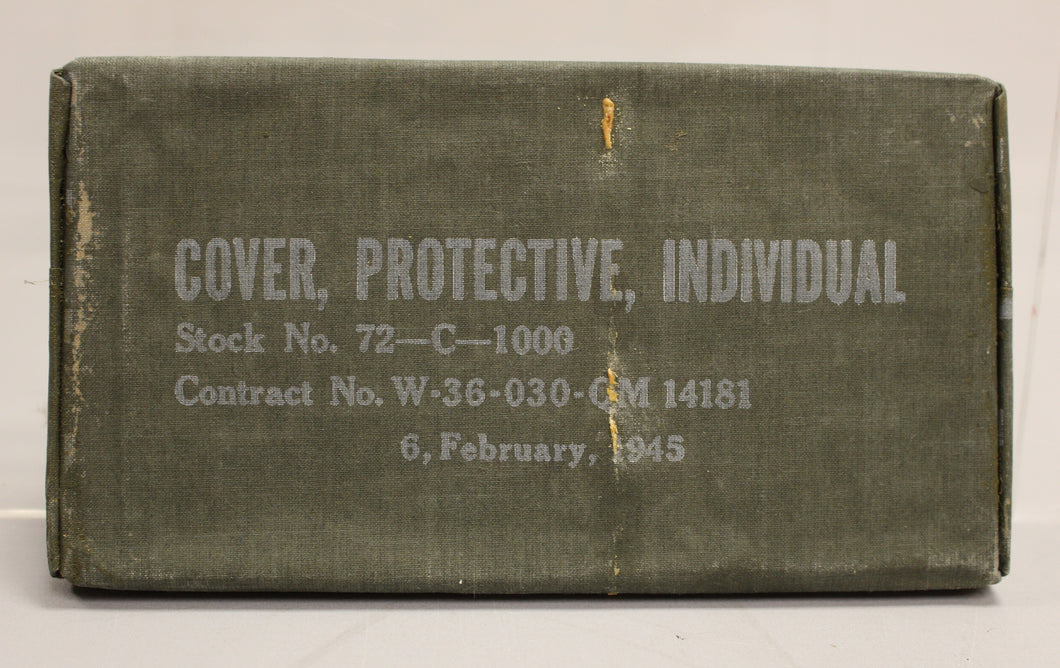 COVER, PROTECTIVE, INDIVIDUAL
Stock No. 72—C—1000
Contract No. W-36-030-QM 14181
6, February, 1945